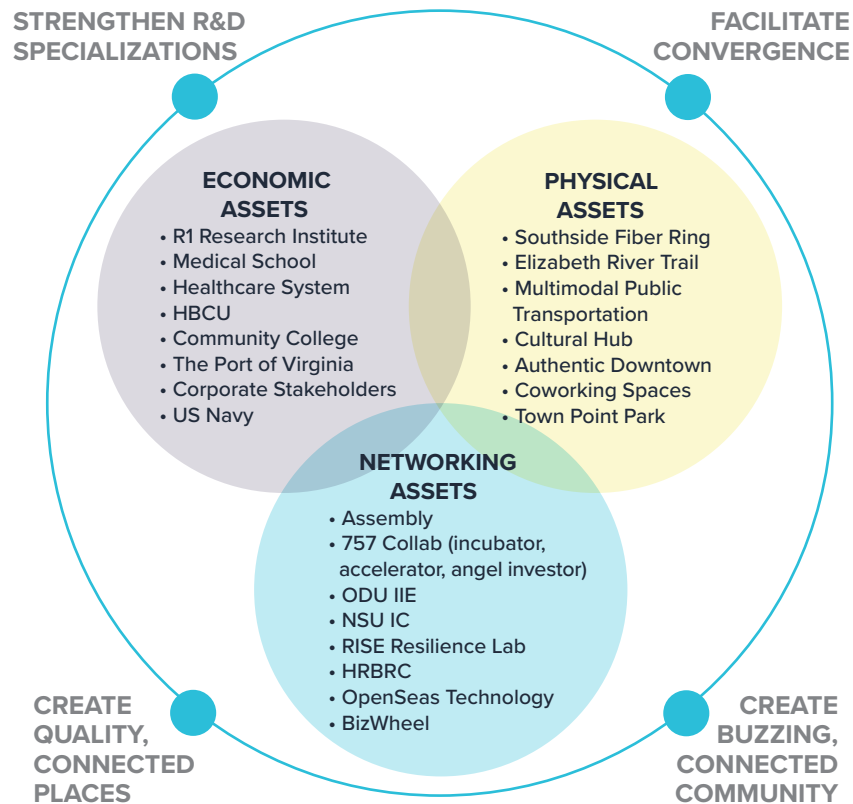 STRENGTHEN R&D
SPECIALIZATIONS
FACILITATE
CONVERGENCE
ECONOMIC
ASSETS
• R1 Research Institute
• Medical School
• Healthcare System
• HBCU
• Community College
• The Port of Virginia
• Corporate Stakeholders
• US Navy
PHYSICAL
ASSETS
• Southside Fiber Ring
• Elizabeth River Trail
• Multimodal Public
Transportation
• Cultural Hub
• Authentic Downtown
• Coworking Spaces
• Town Point Park
NETWORKING
ASSETS
• Assembly
• 757 Collab (incubator,
accelerator, angel investor)
• ODU IIE
• NSU IC
• RISE Resilience Lab
• HRBRC
• OpenSeas Technology
• BizWheel
CREATE
QUALITY,
CONNECTED
PLACES
CREATE
BUZZING,
CONNECTED
COMMUNITY